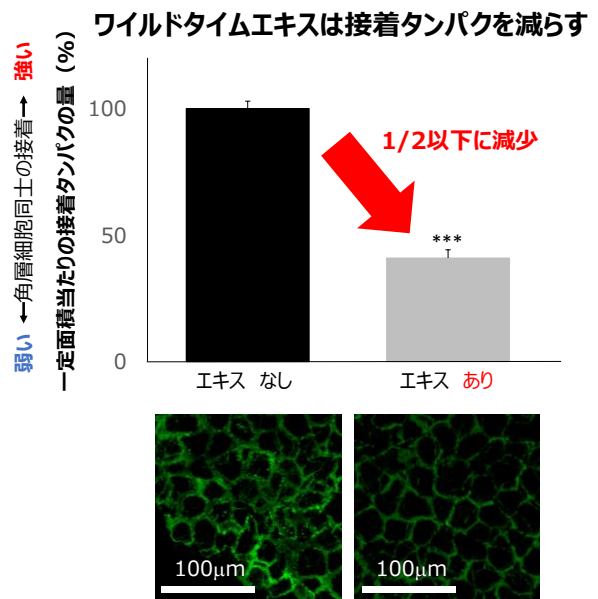 ワイルドタイムエキスは接着タンパクを減らす
弱い ←角層細胞同士の接着→ 強い
一定面積当たりの接着タンパクの量（%）
100
50
0
1/2以下に減少
***
エキス なし
エキス あり
100μm
100μm